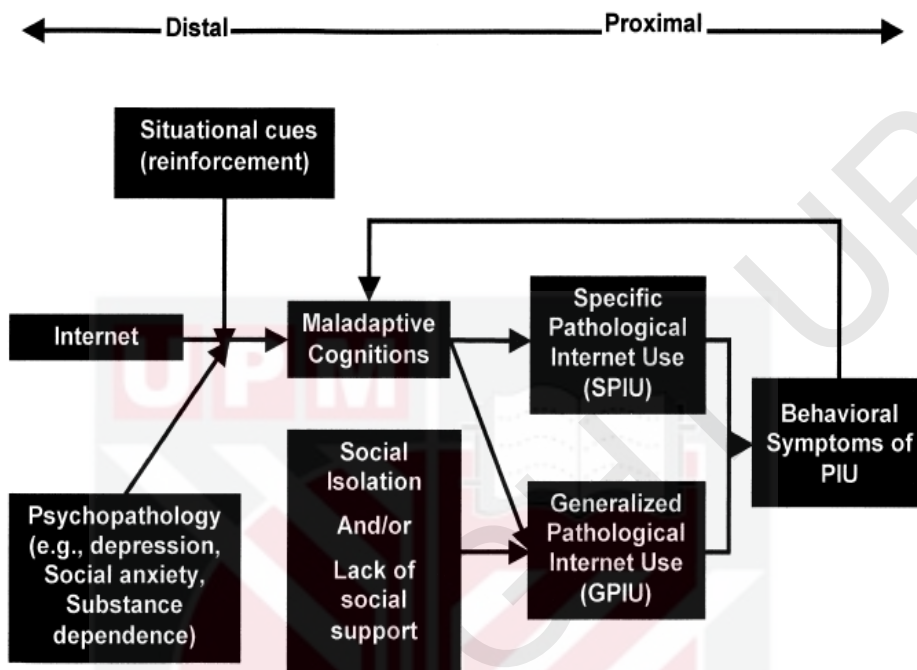 Distal
Proximal
Situational cues
(reinforcement)
Internet
Maladaptive
Cognitions
Specific
Pathological
Internet Use
(SPIU)
Behavioral
Symptoms of
PIU
Psychopathology
(e.g., depression,
Social anxiety,
Substance
dependence)
Social
Isolation
And/or
Lack of
social
support
Generalized
Pathological
Internet Use
(GPIU)
UPM